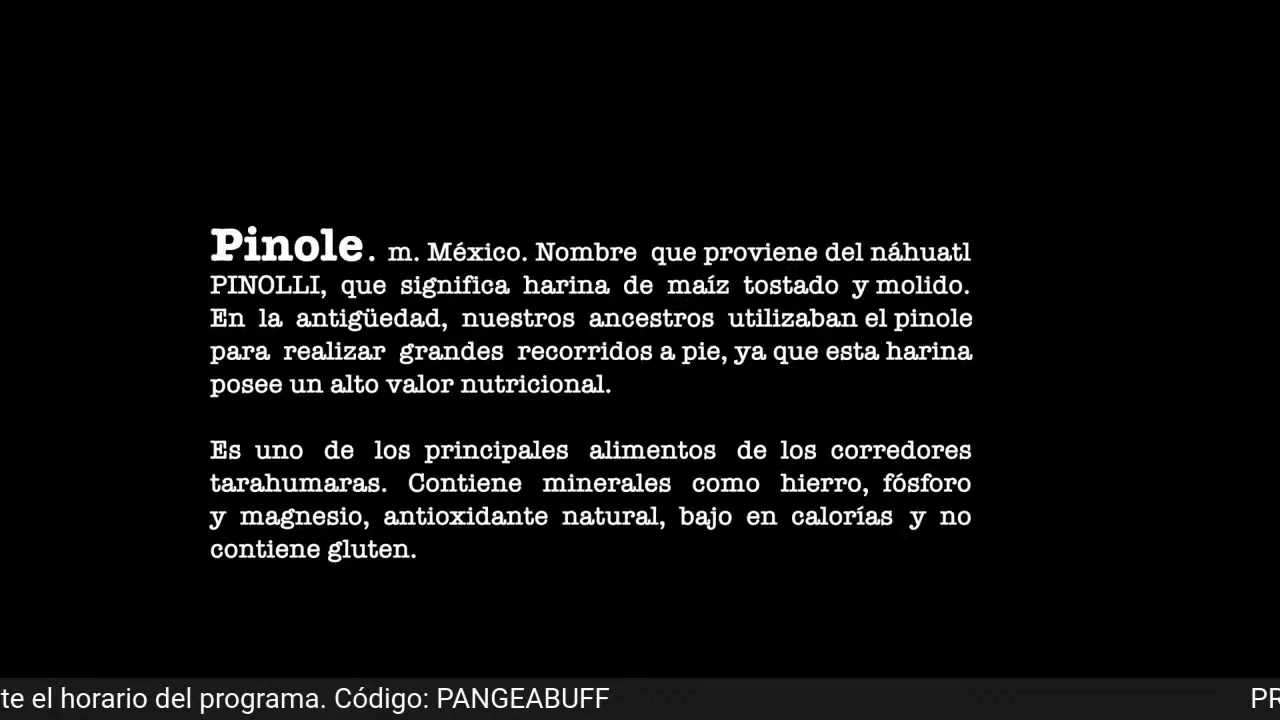 Pinole. m. México. Nombre que proviene del náhuatl
PINOLLI, que significa harina de maíz tostado y molido.
En la antigüedad, nuestros ancestros utilizaban el pinole
para realizar grandes recorridos a pie, ya que esta harina
posee un alto valor nutricional.
Es uno de los principales alimentos de los corredores
tarahumaras. Contiene minerales como hierro, fósforo
y magnesio, antioxidante natural, bajo en calorías y no
contiene gluten.
te el horario del programa. Código: PANGEABUFF PR